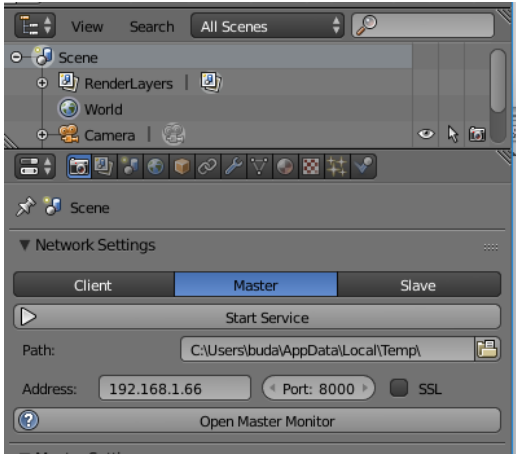 View Search All Scenes
Scene
RenderLayers
World
Camera
Scene
Network Settings
Client Master Slave
Start Service
Path: C:\Users\buda\AppData\Local\Temp\
Address: 192.168.1.66 Port: 8000 SSL
Open Master Monitor